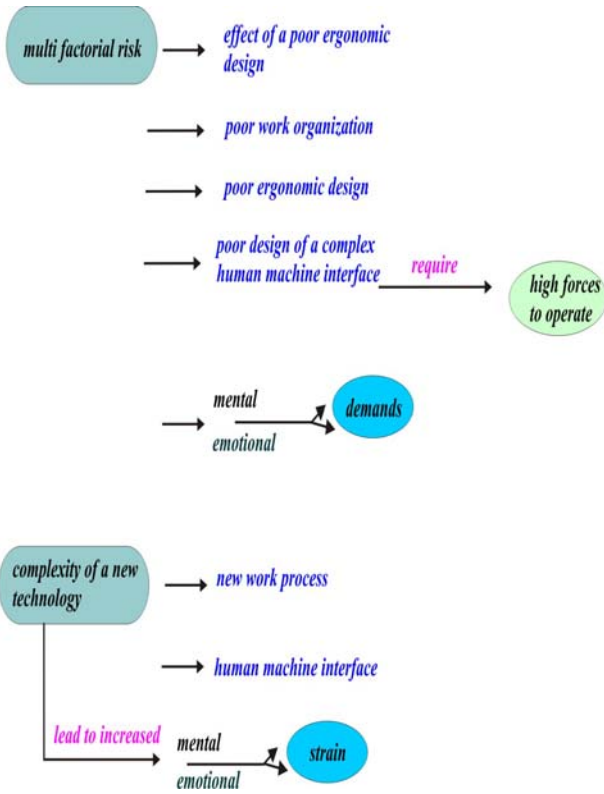 multi factorial risk
effect of a poor ergonomic
design
poor work organization
poor ergonomic design
poor design of a complex
human machine interface
require
high forces
to operate
mental
emotional
demands
complexity of a new
technology
new work process
human machine interface
lead to increased
mental
emotional
strain